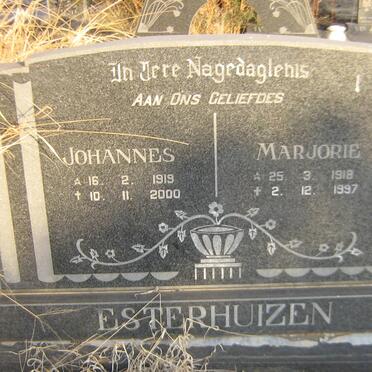 In Tere Nagedagtenis
AAN ONS GELIEFDES
JOHANNES
▵ 16. 2. 1919
† 10. 11. 2000
MARJORIE
▵ 25. 3. 1918
† 2. 12. 1997
ESTERHUIZEN